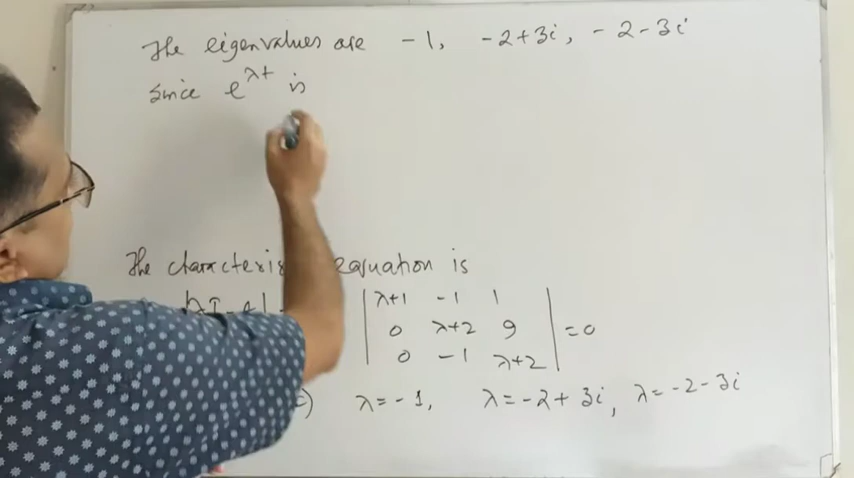 The eigenvalues are -1, -2+3i, -2-3i
Since e^λt is
The equation is
λ+1 -1 1
0 λ+2 9 =0
0 -1 λ+2
λ=-1, λ=-2+3i, λ=-2-3i